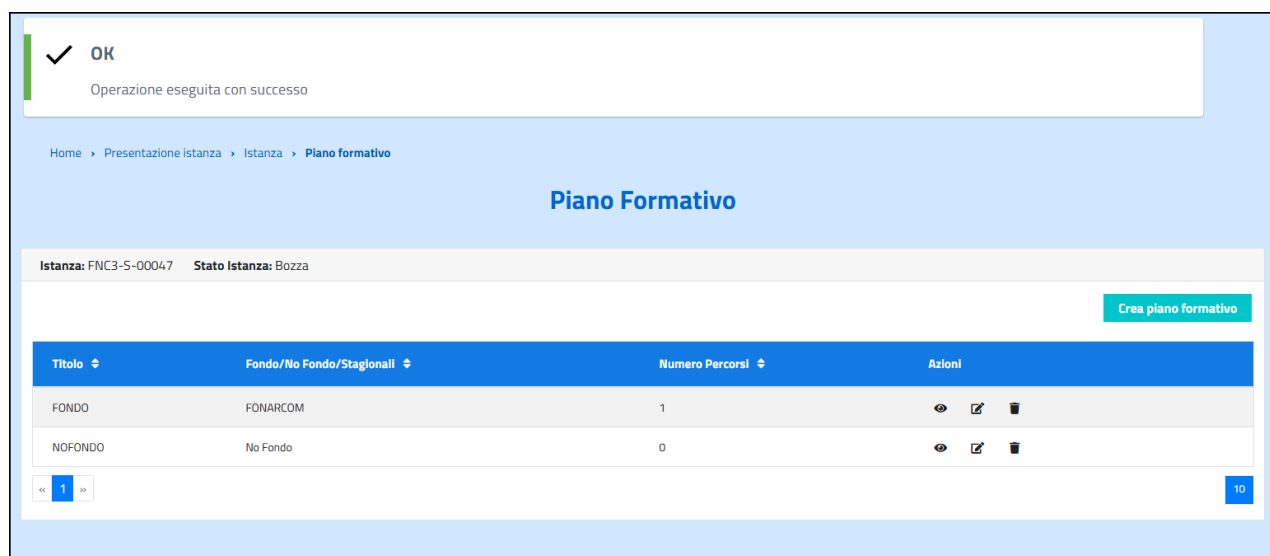 OK
Operazione eseguita con successo
Home › Presentazione istanza › Istanza › Piano formativo
Piano Formativo
Istanza: FNC3-S-00047 Stato Istanza: Bozza
Crea piano formativo
Titolo Fondo/No Fondo/Stagionali Numero Percorsi Azioni
FONDO FONARCOM 1
NOFONDO No Fondo 0
« 1 » 10